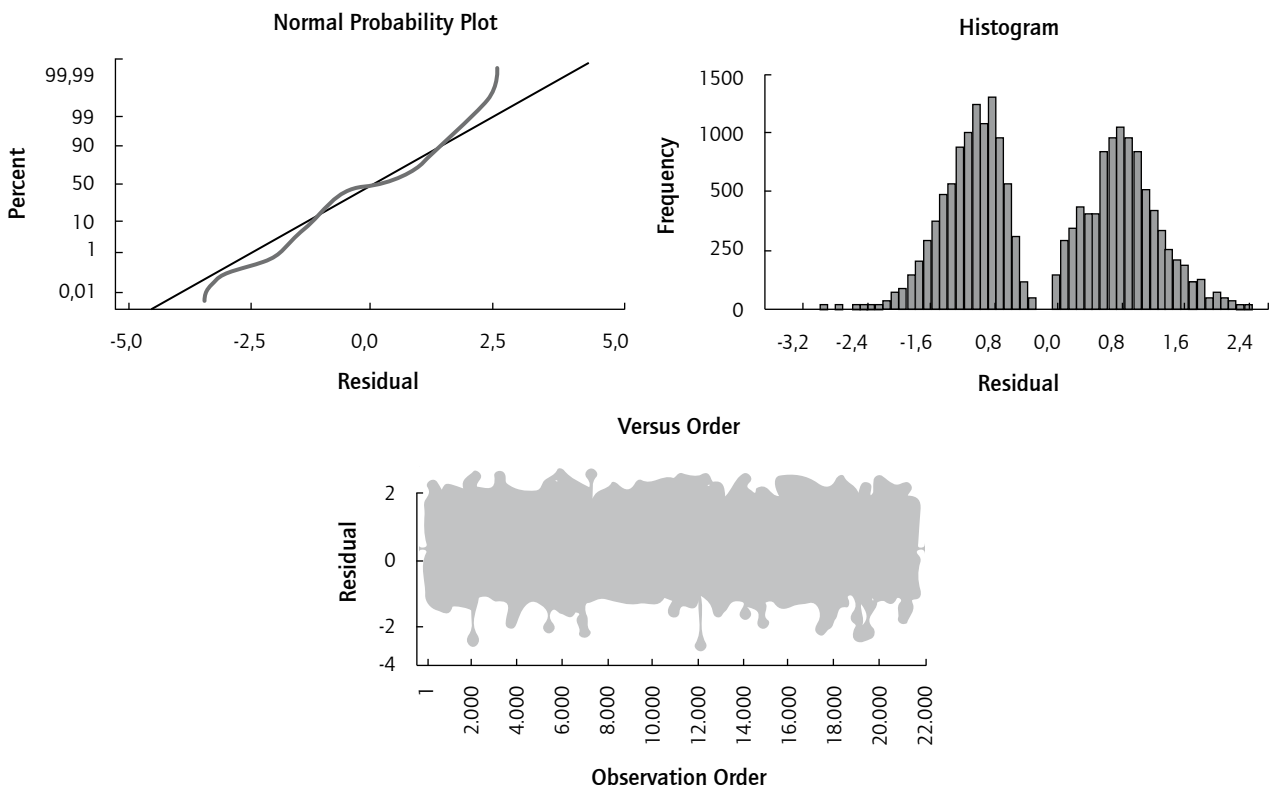 Normal Probability Plot
Percent
99,99
99
90
50
10
1
0,01
-5,0 -2,5 0,0 2,5 5,0
Residual
Histogram
Frequency
1500
1000
500
250
0
-3,2 -2,4 -1,6 0,8 0,0 0,8 1,6 2,4
Residual
Versus Order
Residual
2
0
-2
-4
1 2.000 4.000 6.000 8.000 10.000 12.000 14.000 16.000 18.000 20.000 22.000
Observation Order